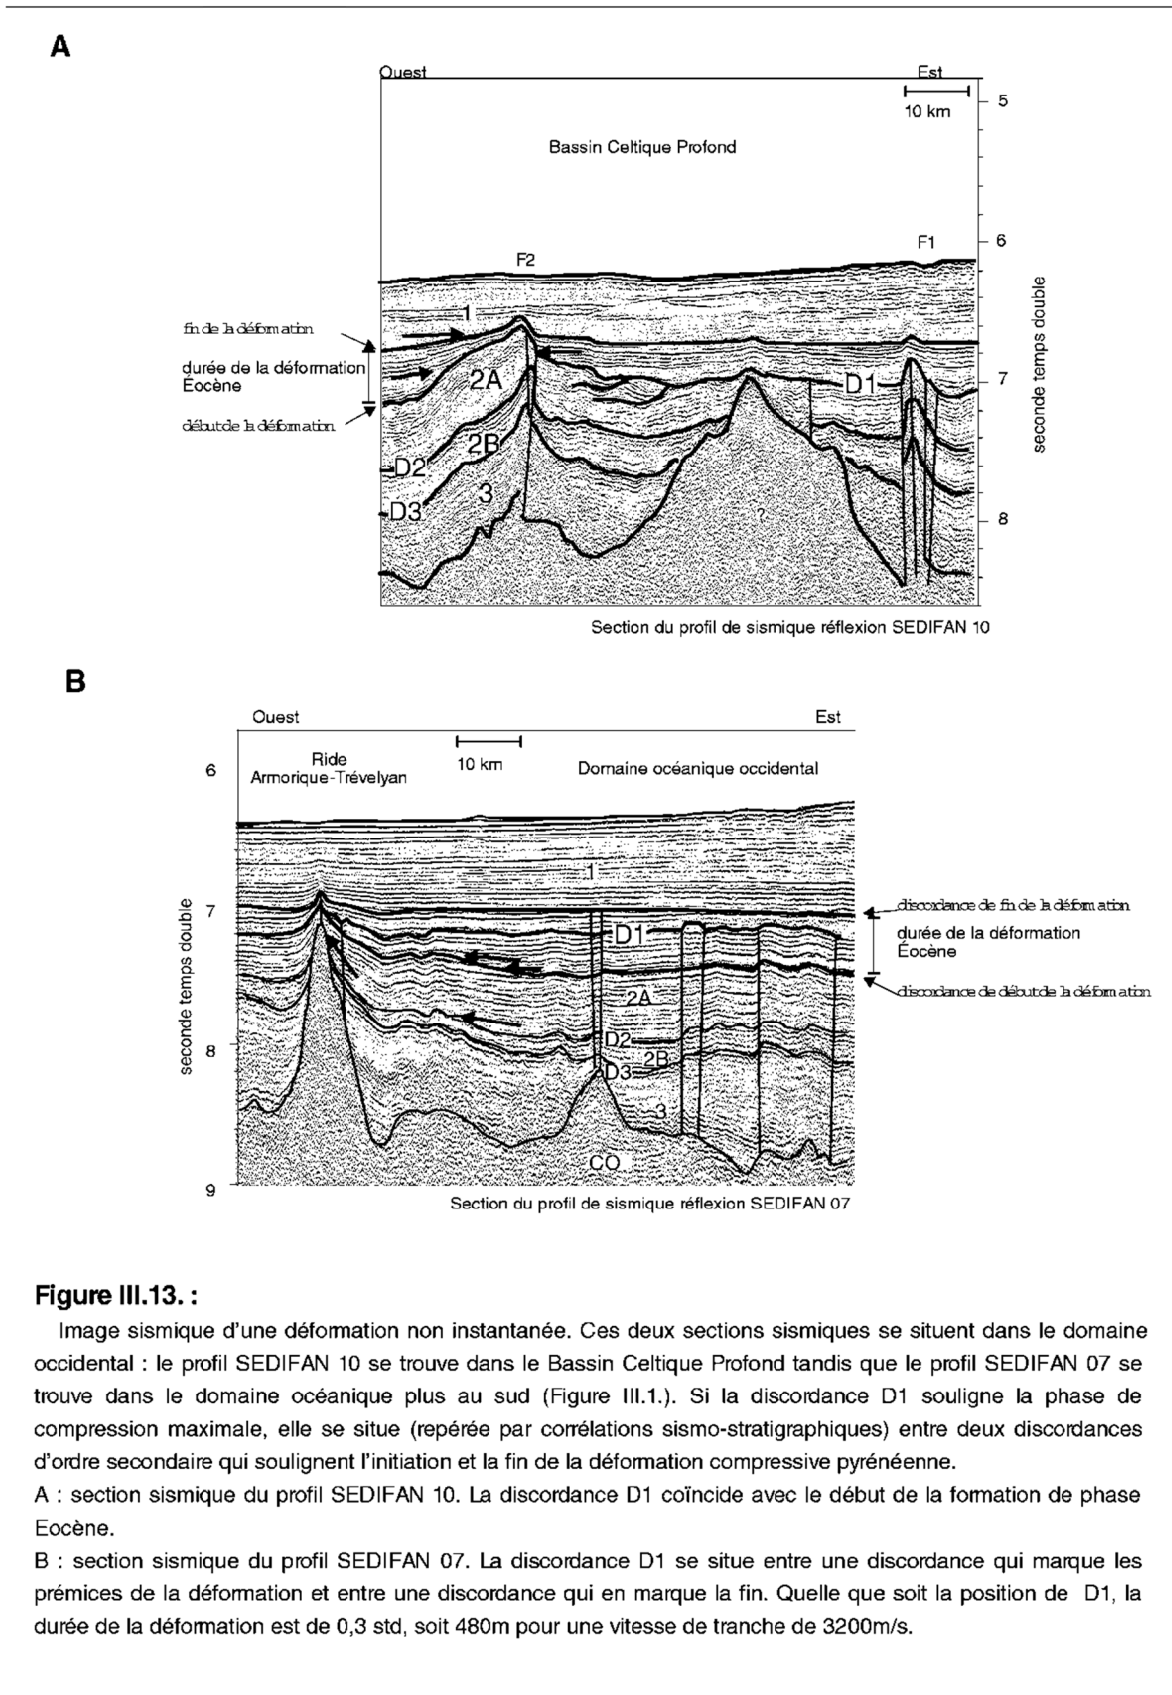 A
Ouest
Est
5
10 km
Bassin Celtique Profond
6
F1
F2
seconde temps double
1
fin de la déformation
durée de la déformation
Éocène
2A
D1
7
début de la déformation
2B
D2
3
D3
?
8
Section du profil de sismique réflexion SEDIFAN 10
B
Ouest
Est
Ride
Armorique-Trévelyan
10 km
Domaine océanique occidental
6
1
7
discordance de fin de la déformation
D1
durée de la déformation
Éocène
seconde temps double
2A
discordance de début de la déformation
D2
8
2B
D3
3
CO
9
Section du profil de sismique réflexion SEDIFAN 07
Figure III.13. :
Image sismique d'une déformation non instantanée. Ces deux sections sismiques se situent dans le domaine
occidental : le profil SEDIFAN 10 se trouve dans le Bassin Celtique Profond tandis que le profil SEDIFAN 07 se
trouve dans le domaine océanique plus au sud (Figure III.1.). Si la discordance D1 souligne la phase de
compression maximale, elle se situe (repérée par corrélations sismo-stratigraphiques) entre deux discordances
d'ordre secondaire qui soulignent l'initiation et la fin de la déformation compressive pyrénéenne.
A : section sismique du profil SEDIFAN 10. La discordance D1 coïncide avec le début de la formation de phase
Eocène.
B : section sismique du profil SEDIFAN 07. La discordance D1 se situe entre une discordance qui marque les
prémices de la déformation et entre une discordance qui en marque la fin. Quelle que soit la position de D1, la
durée de la déformation est de 0,3 std, soit 480m pour une vitesse de tranche de 3200m/s.